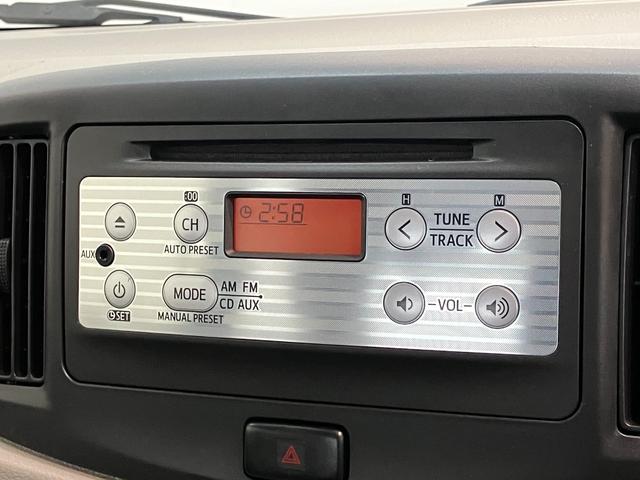 :00
H
M
CH
2:58
< TUNE >
TRACK
AUTO PRESET
AUX
MODE
AM FM
CD AUX
-VOL-
SET
MANUAL PRESET